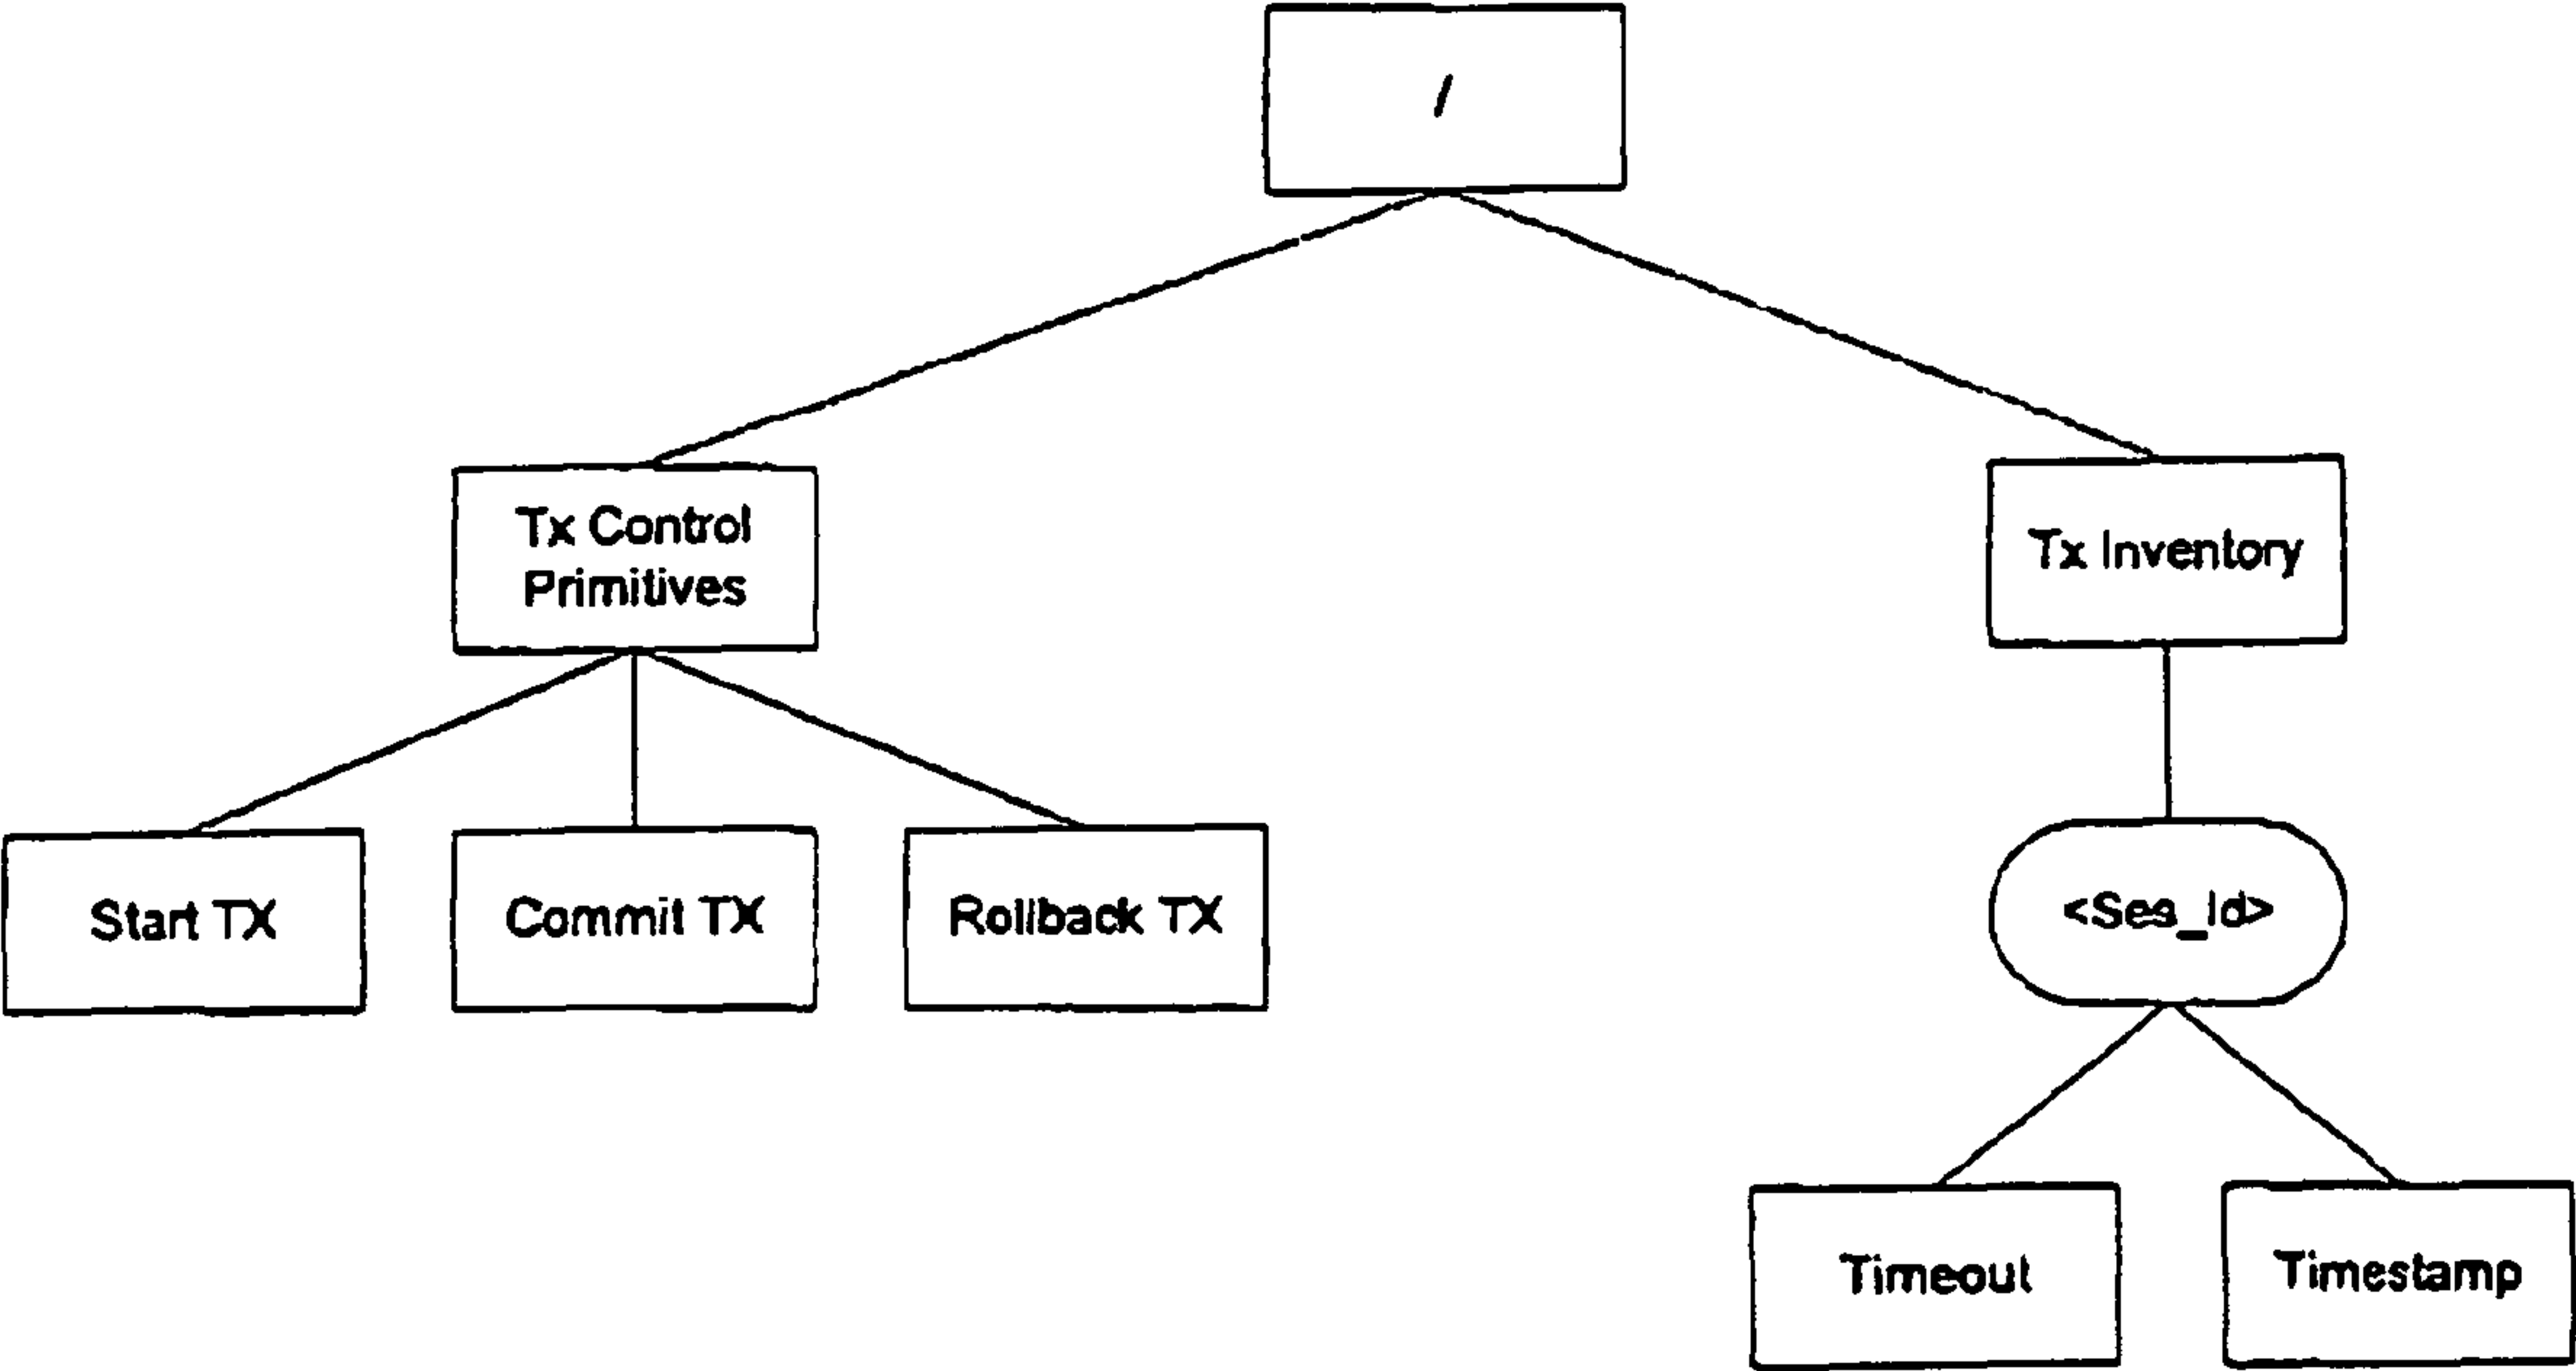 /
Tx Control
Primitives
Tx Inventory
Start TX
Commit TX
Rollback TX
<Ses_Id>
Timeout
Timestamp